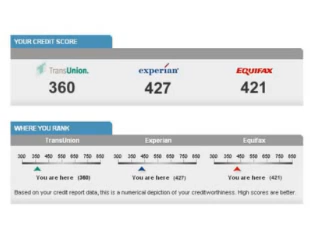 YOUR CREDIT SCORE
TransUnion. experian EQUIFAX
360 427 421
WHERE YOU RANK
TransUnion Experian Equifax
300 350 450 550 650 750 850 300 350 450 550 650 750 850 300 350 450 550 650 750 850
You are here (360) You are here (427) You are here (421)
Based on your credit report data, this is a numerical depiction of your creditworthiness. High scores are better.